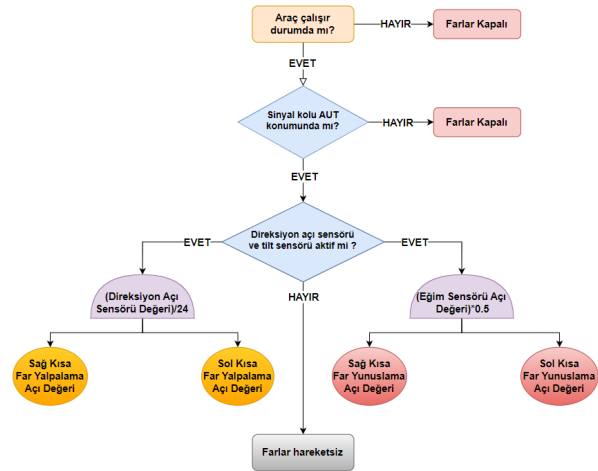 Araç çalışır
durumda mı?
HAYIR
Farlar Kapalı
EVET
Sinyal kolu AUT
konumunda mı?
HAYIR
Farlar Kapalı
EVET
Direksiyon açı sensörü
ve tilt sensörü aktif mi ?
EVET
EVET
HAYIR
(Direksiyon Açı
Sensörü Değeri)/24
(Eğim Sensörü Açı
Değeri)*0.5
Sağ Kısa
Far Yalpalama
Açı Değeri
Sol Kısa
Far Yalpalama
Açı Değeri
Sağ Kısa
Far Yunuslama
Açı Değeri
Sol Kısa
Far Yunuslama
Açı Değeri
Farlar hareketsiz